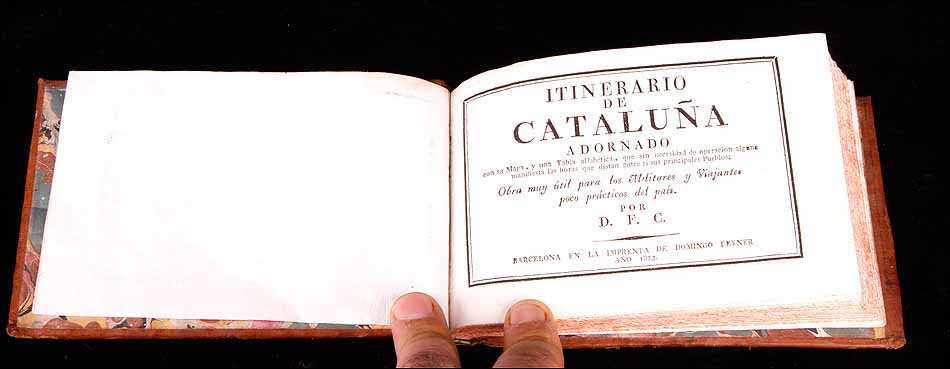 ITINERARIO
DE
CATALUÑA
ADORNADO
con su Mapa, y una Tabla alfabética, que sin necesidad de operacion alguna
manifiesta las horas que distan entre sí sus principales Pueblos;
Obra muy útil para los Militares y Viajantes
poco prácticos del país.
POR
D. F. C.
BARCELONA EN LA IMPRENTA DE DOMINGO FEYNER
AÑO 1823.